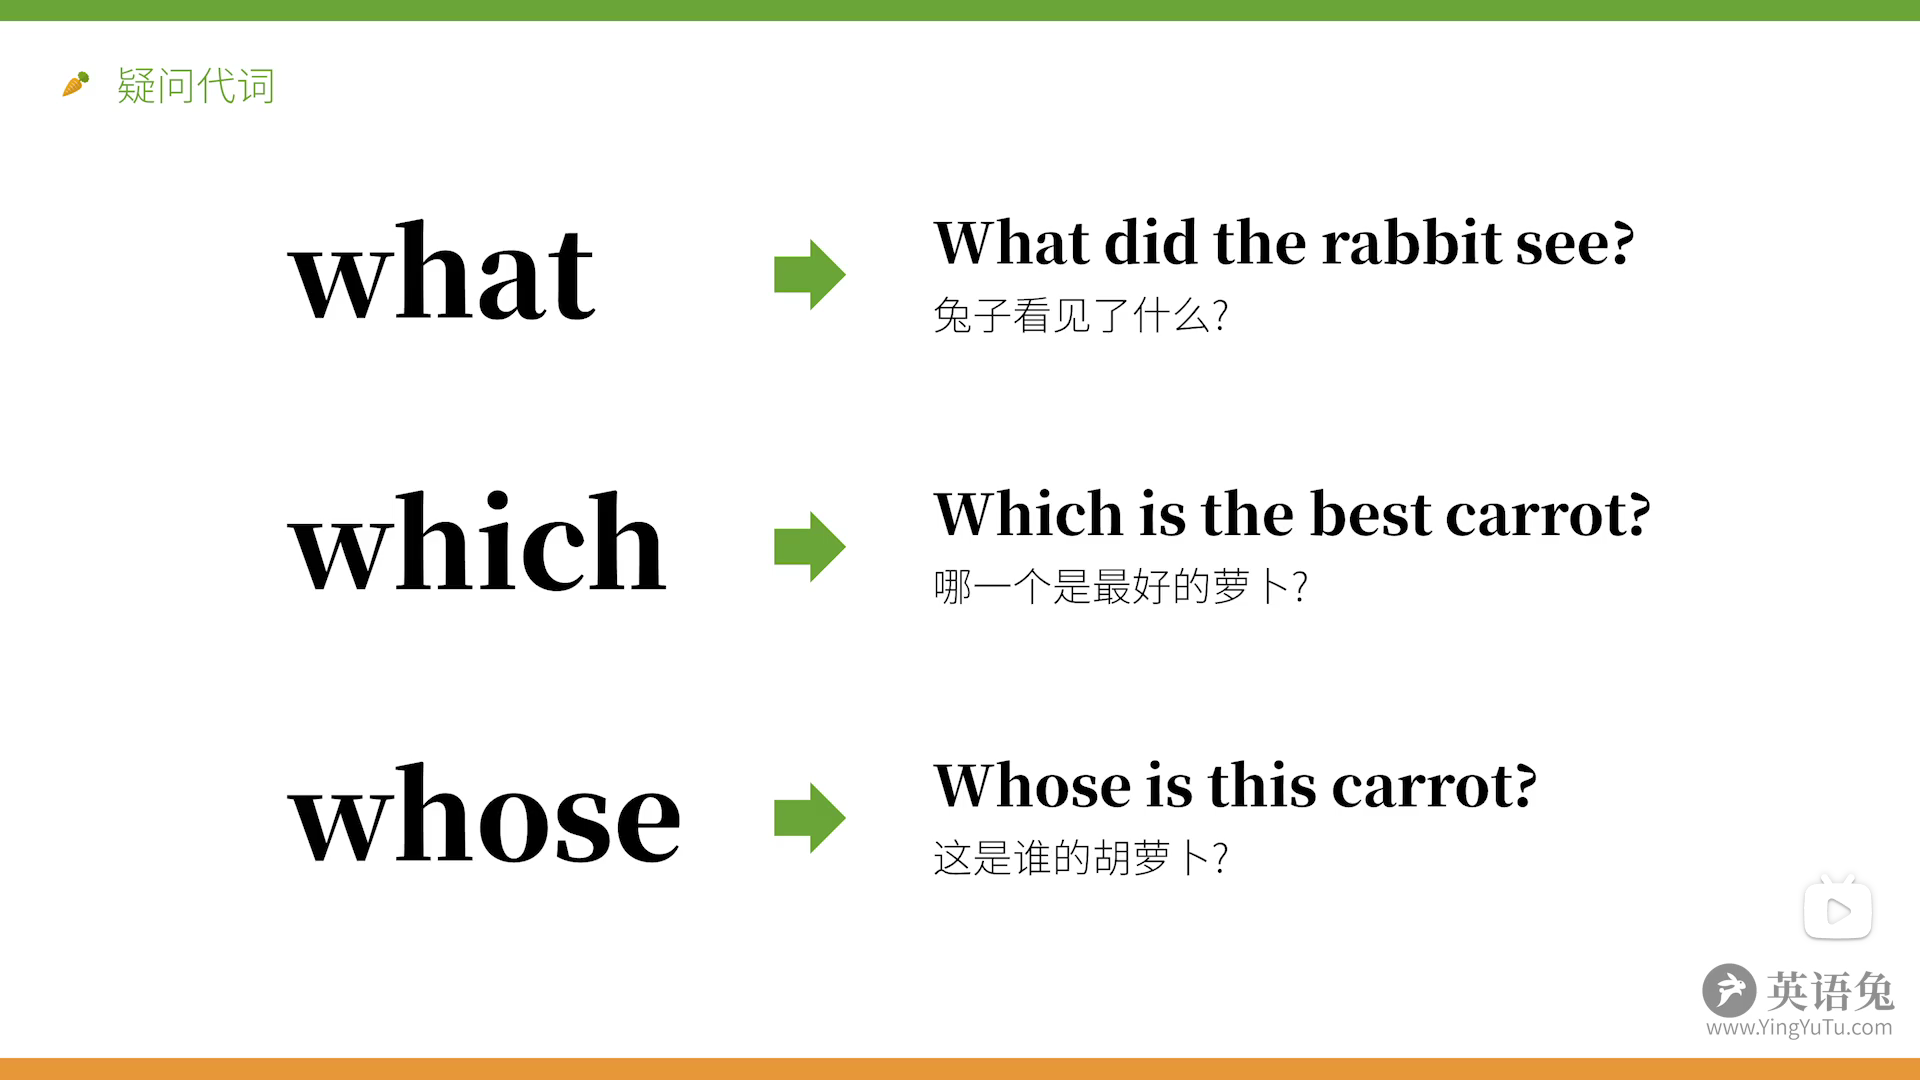 疑问代词
what
What did the rabbit see?
兔子看见了什么?
which
Which is the best carrot?
哪一个是最好的萝卜?
whose
Whose is this carrot?
这是谁的胡萝卜?
英语兔
www.YingYuTu.com